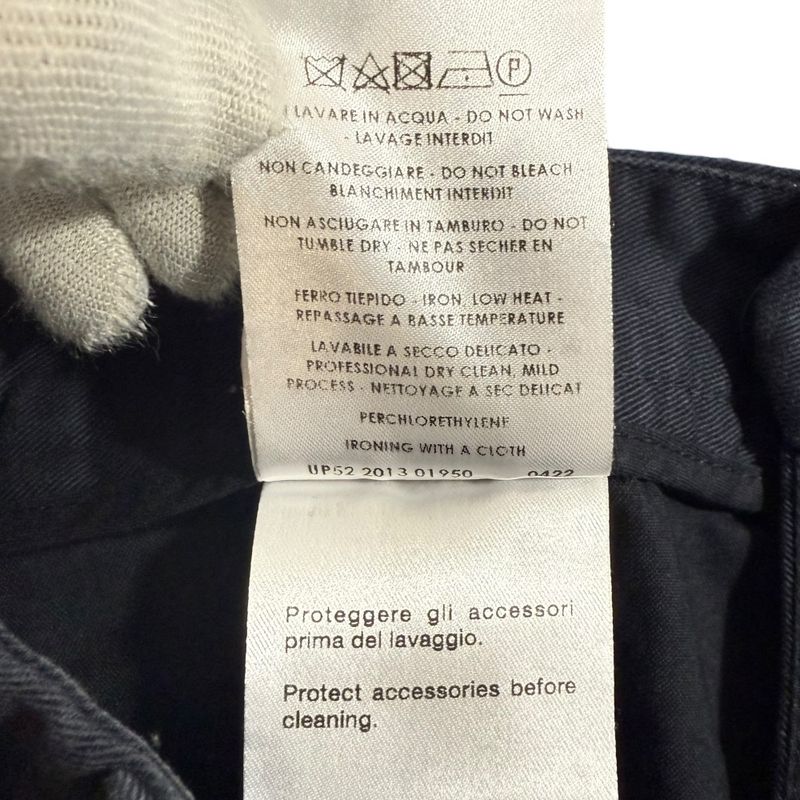 P
LAVARE IN ACQUA - DO NOT WASH
- LAVAGE INTERDIT
NON CANDEGGIARE - DO NOT BLEACH -
BLANCHIMENT INTERDIT
NON ASCIUGARE IN TAMBURO - DO NOT
TUMBLE DRY - NE PAS SECHER EN
TAMBOUR
FERRO TIEPIDO - IRON, LOW HEAT -
REPASSAGE A BASSE TEMPERATURE
LAVABILE A SECCO DELICATO -
PROFESSIONAL DRY CLEAN, MILD
PROCESS - NETTOYAGE A SEC DELICAT
PERCHLORETHYLENE
IRONING WITH A CLOTH
UP52 2013 01950 0422
Proteggere gli accessori
prima del lavaggio.
Protect accessories before
cleaning.